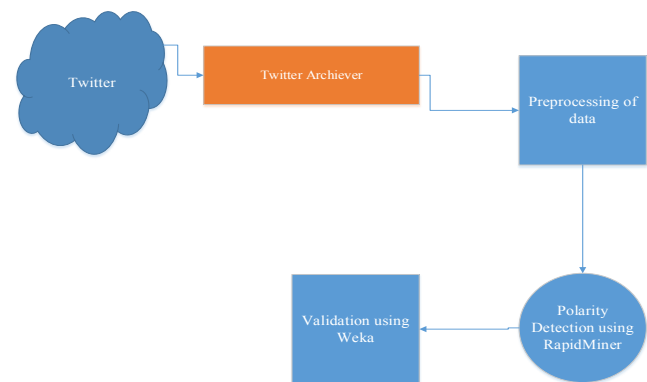 Twitter
Twitter Archiever
Preprocessing of
data
Polarity
Detection using
RapidMiner
Validation using
Weka